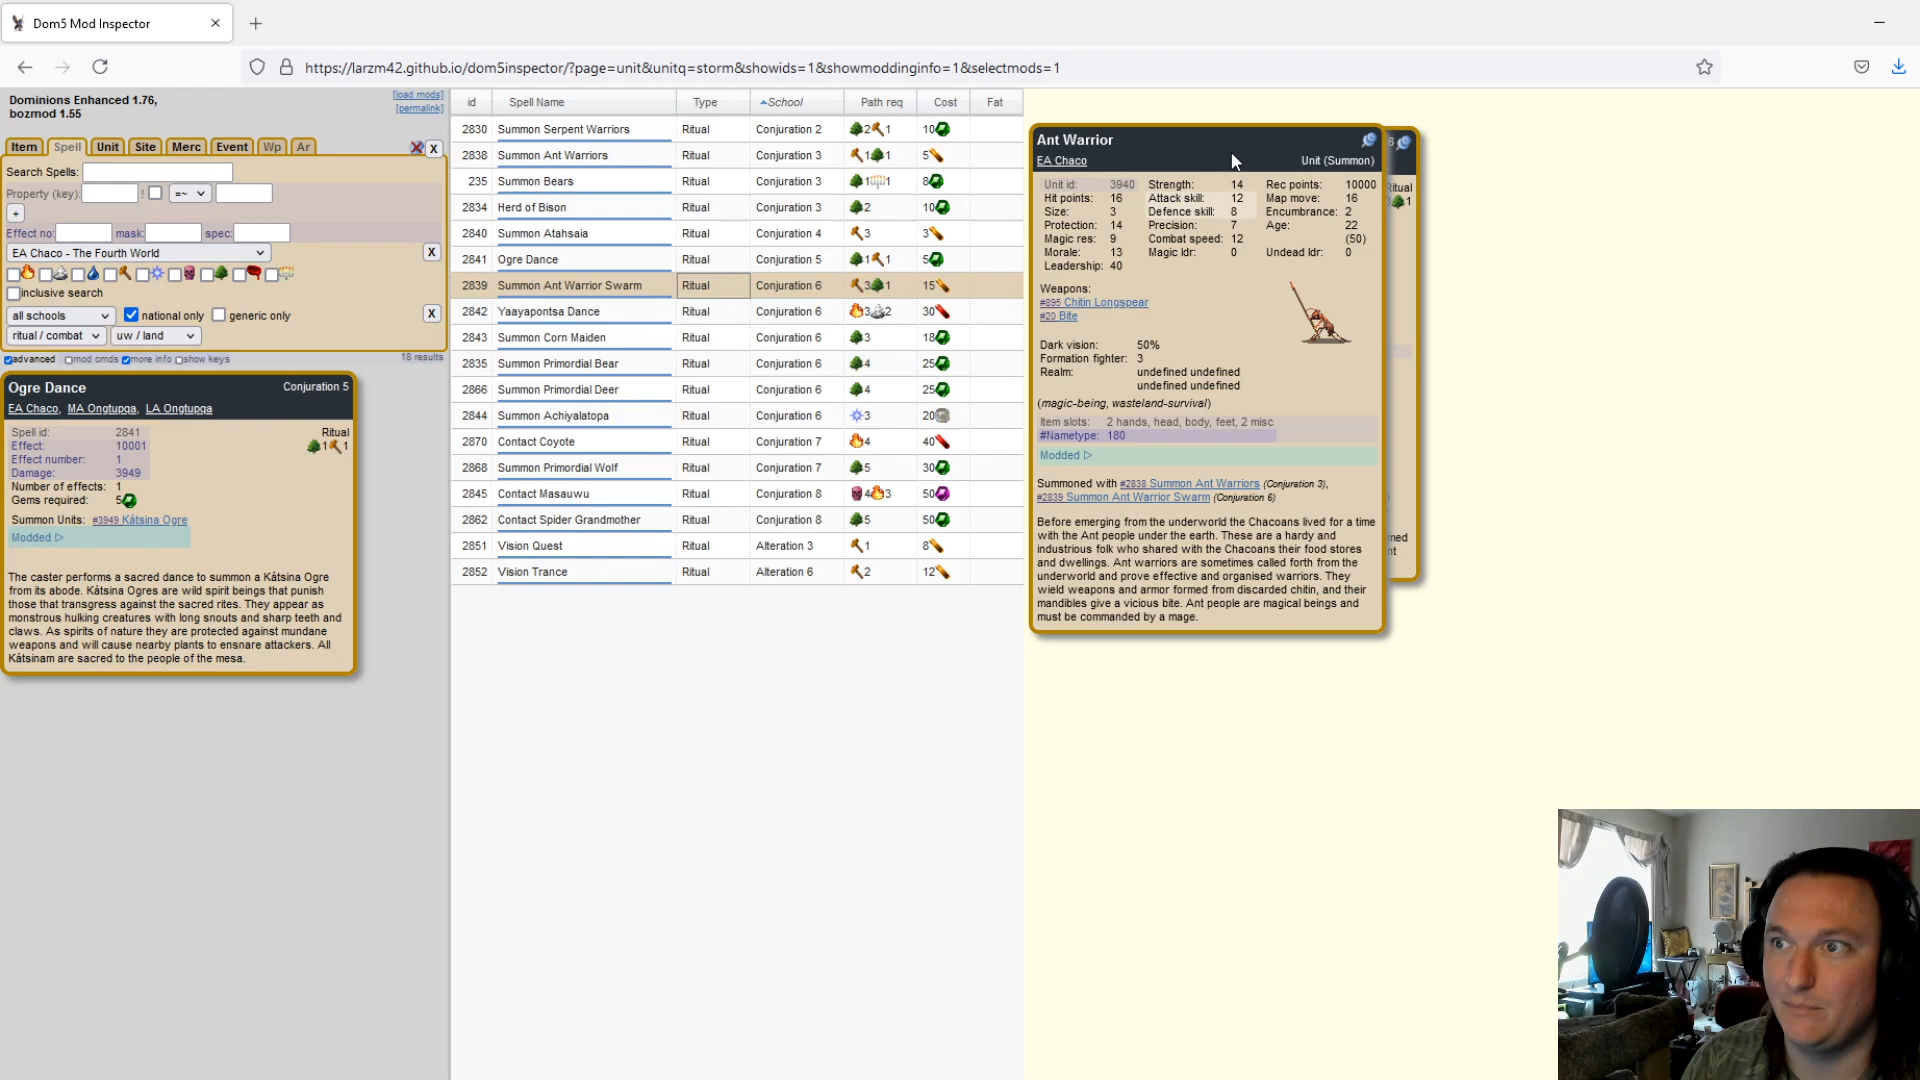 Dom5 Mod Inspector
https://larzm42.github.io/dom5inspector/?page=unit&unitq=storm&showids=1&showmoddinginfo=1&selectmods=1
Dominions Enhanced 1.76,
bozmod 1.55
[load mods]
[permalink]
Item Spell Unit Site Merc Event Wp Ar X
Search Spells:
Property (key): ! =~
+
Effect no: mask: spec:
EA Chaco - The Fourth World X
inclusive search
all schools national only generic only X
ritual / combat uw / land
advanced mod cmds more info show keys 18 results
Ogre Dance Conjuration 5
EA Chaco, MA Ongtupqa, LA Ongtupqa
Spell id: 2841 Ritual
Effect: 10001 1 1
Effect number: 1
Damage: 3949
Number of effects: 1
Gems required: 5
Summon Units: #3949 Kátsina Ogre
Modded ▷
The caster performs a sacred dance to summon a Kátsina Ogre
from its abode. Kátsina Ogres are wild spirit beings that punish
those that transgress against the sacred rites. They appear as
monstrous hulking creatures with long snouts and sharp teeth and
claws. As spirits of nature they are protected against mundane
weapons and will cause nearby plants to ensnare attackers. All
Kátsinam are sacred to the people of the mesa.
id Spell Name Type School Path req Cost Fat
2830 Summon Serpent Warriors Ritual Conjuration 2 2 1 10
2838 Summon Ant Warriors Ritual Conjuration 3 1 1 5
235 Summon Bears Ritual Conjuration 3 1 1 8
2834 Herd of Bison Ritual Conjuration 3 2 10
2840 Summon Atahsaia Ritual Conjuration 4 3 3
2841 Ogre Dance Ritual Conjuration 5 1 1 5
2839 Summon Ant Warrior Swarm Ritual Conjuration 6 3 1 15
2842 Yaayapontsa Dance Ritual Conjuration 6 3 2 30
2843 Summon Corn Maiden Ritual Conjuration 6 3 18
2835 Summon Primordial Bear Ritual Conjuration 6 4 25
2866 Summon Primordial Deer Ritual Conjuration 6 4 25
2844 Summon Achiyalatopa Ritual Conjuration 6 3 20
2870 Contact Coyote Ritual Conjuration 7 4 40
2868 Summon Primordial Wolf Ritual Conjuration 7 5 30
2845 Contact Masauwu Ritual Conjuration 8 4 3 50
2862 Contact Spider Grandmother Ritual Conjuration 8 5 50
2851 Vision Quest Ritual Alteration 3 1 8
2852 Vision Trance Ritual Alteration 6 2 12
Ant Warrior
EA Chaco Unit (Summon)
Unit id: 3940 Strength: 14 Rec points: 10000
Hit points: 16 Attack skill: 12 Map move: 16
Size: 3 Defence skill: 8 Encumbrance: 2
Protection: 14 Precision: 7 Age: 22
Magic res: 9 Combat speed: 12 (50)
Morale: 13 Magic ldr: 0 Undead ldr: 0
Leadership: 40
Weapons:
#895 Chitin Longspear
#20 Bite
Dark vision: 50%
Formation fighter: 3
Realm: undefined undefined
undefined undefined
(magic-being, wasteland-survival)
Item slots: 2 hands, head, body, feet, 2 misc
#Nametype: 180
Modded ▷
Summoned with #2838 Summon Ant Warriors (Conjuration 3),
#2839 Summon Ant Warrior Swarm (Conjuration 6)
Before emerging from the underworld the Chacoans lived for a time
with the Ant people under the earth. These are a hardy and
industrious folk who shared with the Chacoans their food stores
and dwellings. Ant warriors are sometimes called forth from the
underworld and prove effective and organised warriors. They
wield weapons and armor formed from discarded chitin, and their
mandibles give a vicious bite. Ant people are magical beings and
must be commanded by a mage.
6
Ritual
1
med
nt